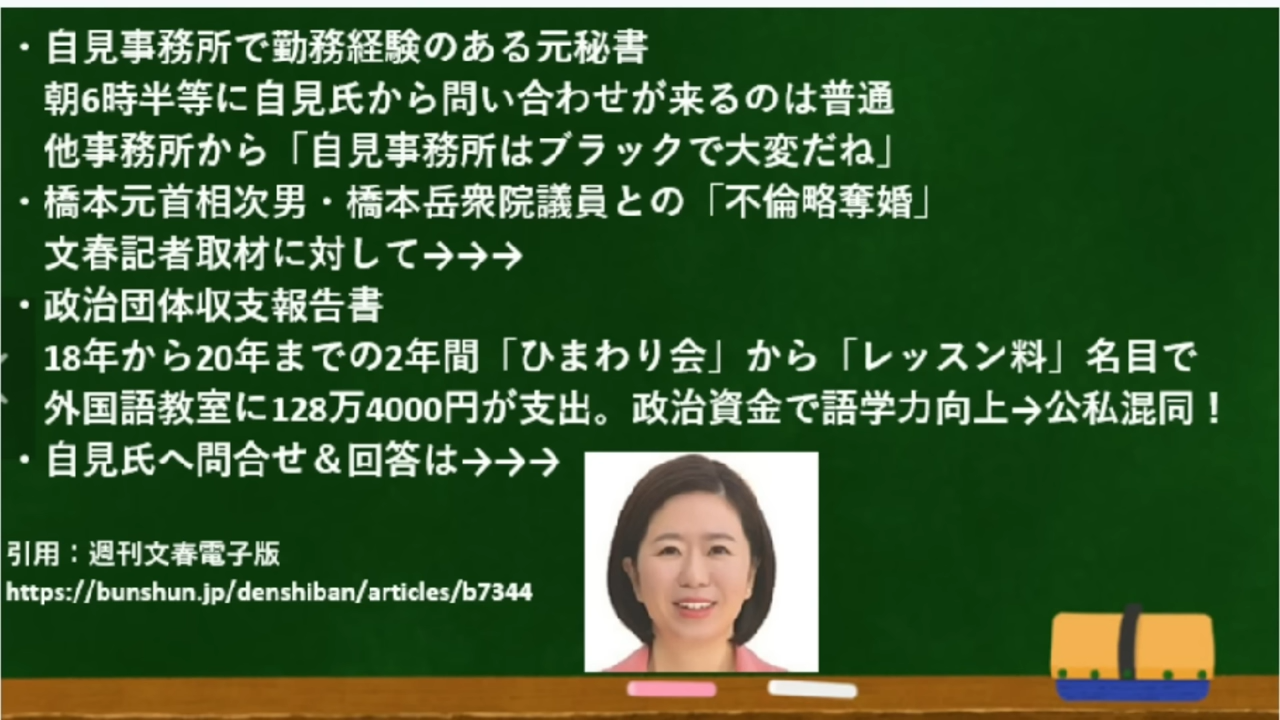 ・自見事務所で勤務経験のある元秘書
朝6時半等に自見氏から問い合わせが来るのは普通
他事務所から「自見事務所はブラックで大変だね」
・橋本元首相次男・橋本岳衆院議員との「不倫略奪婚」
文春記者取材に対して→→→
・政治団体収支報告書
18年から20年までの2年間「ひまわり会」から「レッスン料」名目で
外国語教室に128万4000円が支出。政治資金で語学力向上→公私混同！
・自見氏へ問合せ＆回答は→→→
引用：週刊文春電子版
https://bunshun.jp/denshiban/articles/b7344